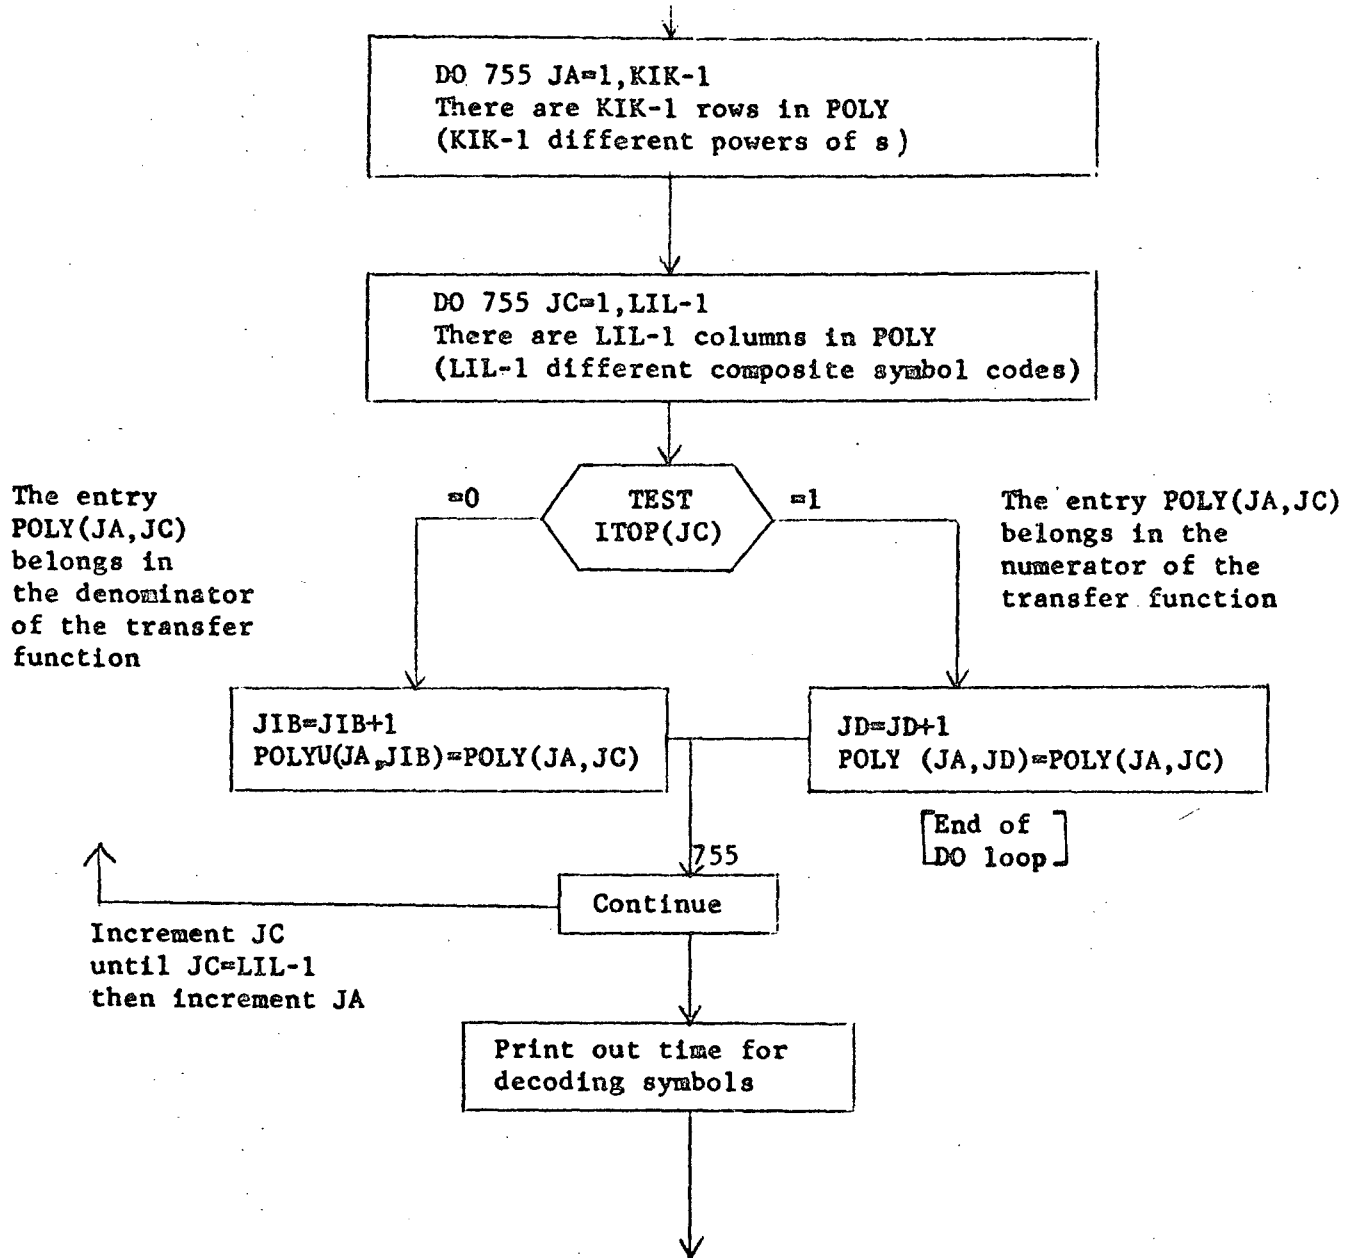 DO 755 JA=1,KIK-1
There are KIK-1 rows in POLY
(KIK-1 different powers of s)
DO 755 JC=1,LIL-1
There are LIL-1 columns in POLY
(LIL-1 different composite symbol codes)
The entry
POLY(JA,JC)
belongs in
the denominator
of the transfer
function
=0
TEST
ITOP(JC)
=1
The entry POLY(JA,JC)
belongs in the
numerator of the
transfer function
JIB=JIB+1
POLYU(JA,JIB)=POLY(JA,JC)
JD=JD+1
POLY (JA,JD)=POLY(JA,JC)
[End of
DO loop]
755
Continue
Increment JC
until JC=LIL-1
then increment JA
Print out time for
decoding symbols